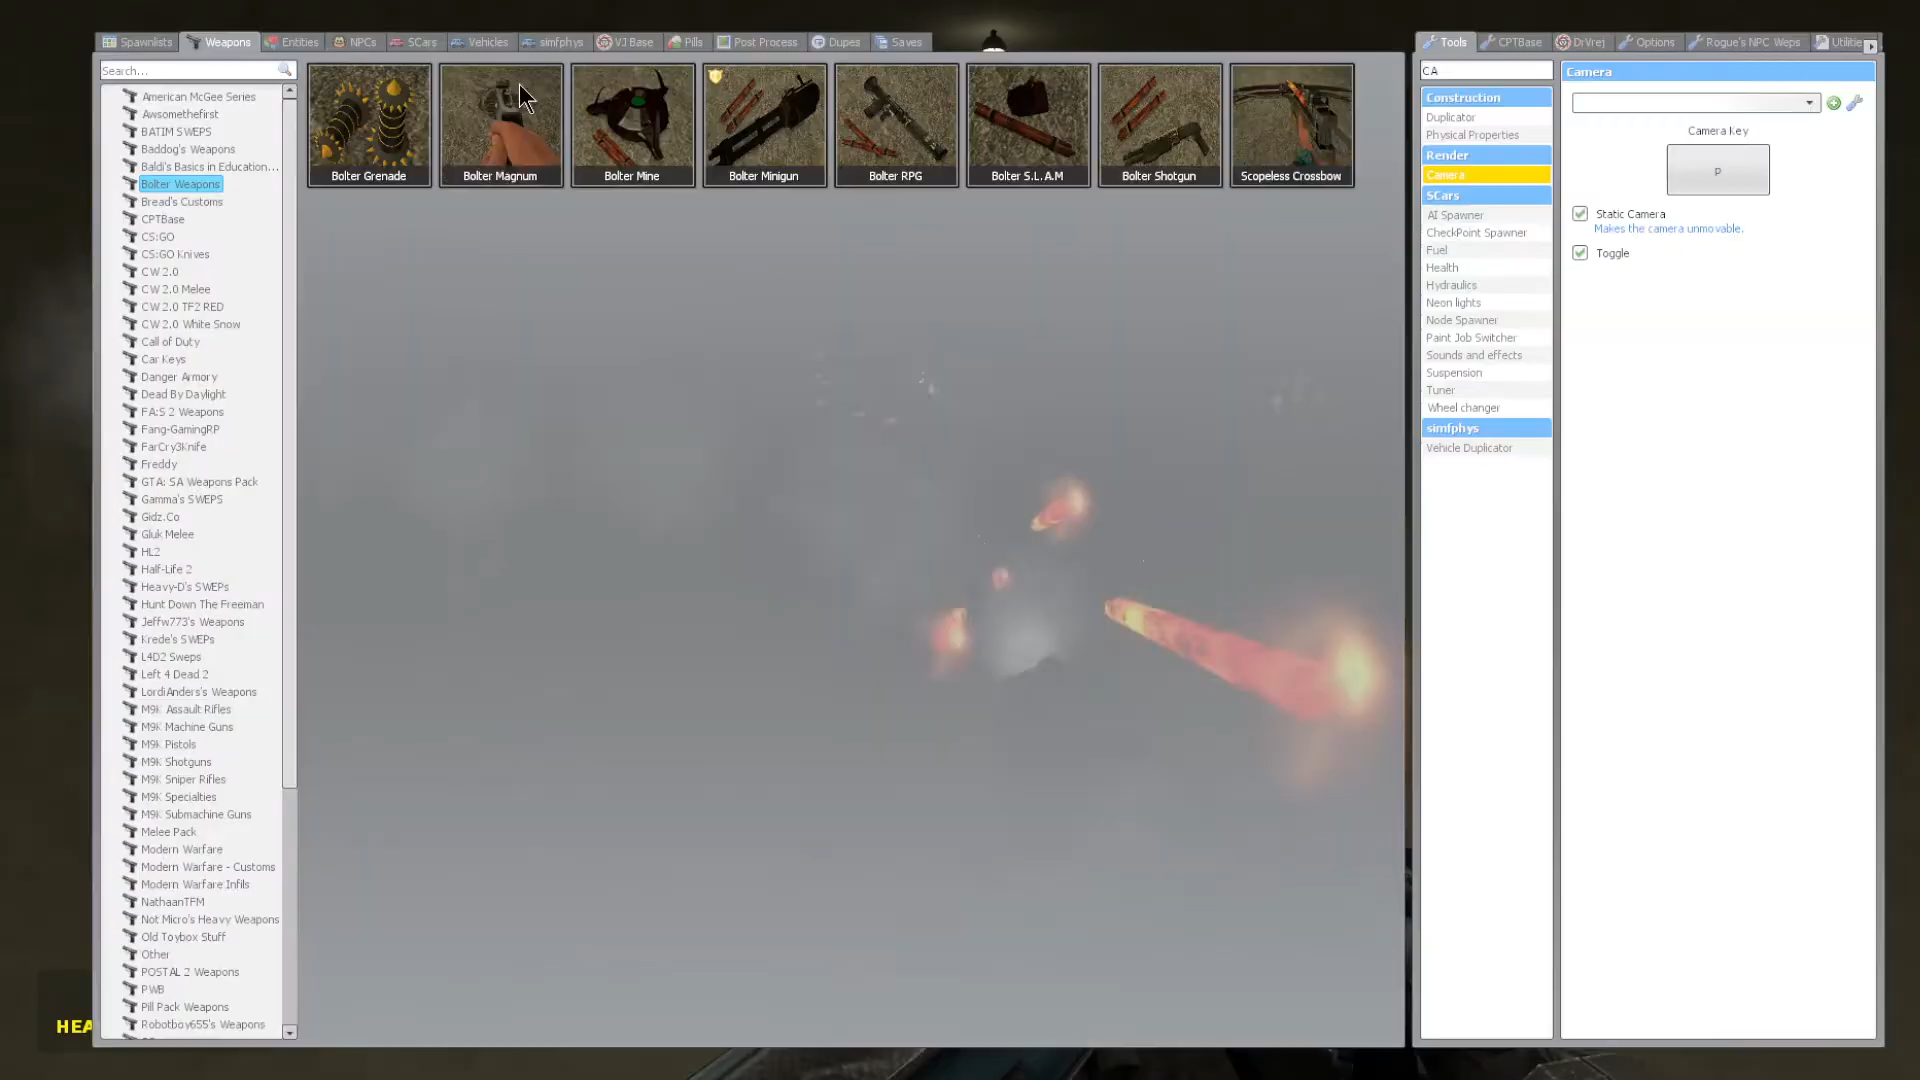 Spawnlists Weapons Entities NPCs SCars Vehicles simfphys VJ Base Pills Post Process Dupes Saves
Search...
American McGee Series
Awsomethefirst
BATIM SWEPS
Baddog's Weapons
Baldi's Basics in Education...
Bolter Weapons
Bread's Customs
CPTBase
CS:GO
CS:GO Knives
CW 2.0
CW 2.0 Melee
CW 2.0 TF2 RED
CW 2.0 White Snow
Call of Duty
Car Keys
Danger Armory
Dead By Daylight
FA:S 2 Weapons
Fang-GamingRP
FarCry3Knife
Freddy
GTA: SA Weapons Pack
Gamma's SWEPS
Gidz.Co
Gluk Melee
HL2
Half-Life 2
Heavy-D's SWEPs
Hunt Down The Freeman
Jeffw773's Weapons
Krede's SWEPs
L4D2 Sweps
Left 4 Dead 2
LordiAnders's Weapons
M9K Assault Rifles
M9K Machine Guns
M9K Pistols
M9K Shotguns
M9K Sniper Rifles
M9K Specialties
M9K Submachine Guns
Melee Pack
Modern Warfare
Modern Warfare - Customs
Modern Warfare Infils
NathaanTFM
Not Micro's Heavy Weapons
Old Toybox Stuff
Other
POSTAL 2 Weapons
PWB
Pill Pack Weapons
Robotboy655's Weapons
Bolter Grenade Bolter Magnum Bolter Mine Bolter Minigun Bolter RPG Bolter S.L.A.M Bolter Shotgun Scopeless Crossbow
Tools CPTBase DrVrej Options Rogue's NPC Weps Utilitie
CA
Construction
Duplicator
Physical Properties
Render
Camera
SCars
AI Spawner
CheckPoint Spawner
Fuel
Health
Hydraulics
Neon lights
Node Spawner
Paint Job Switcher
Sounds and effects
Suspension
Tuner
Wheel changer
simfphys
Vehicle Duplicator
Camera
Camera Key
P
Static Camera
Makes the camera unmovable.
Toggle
HEA